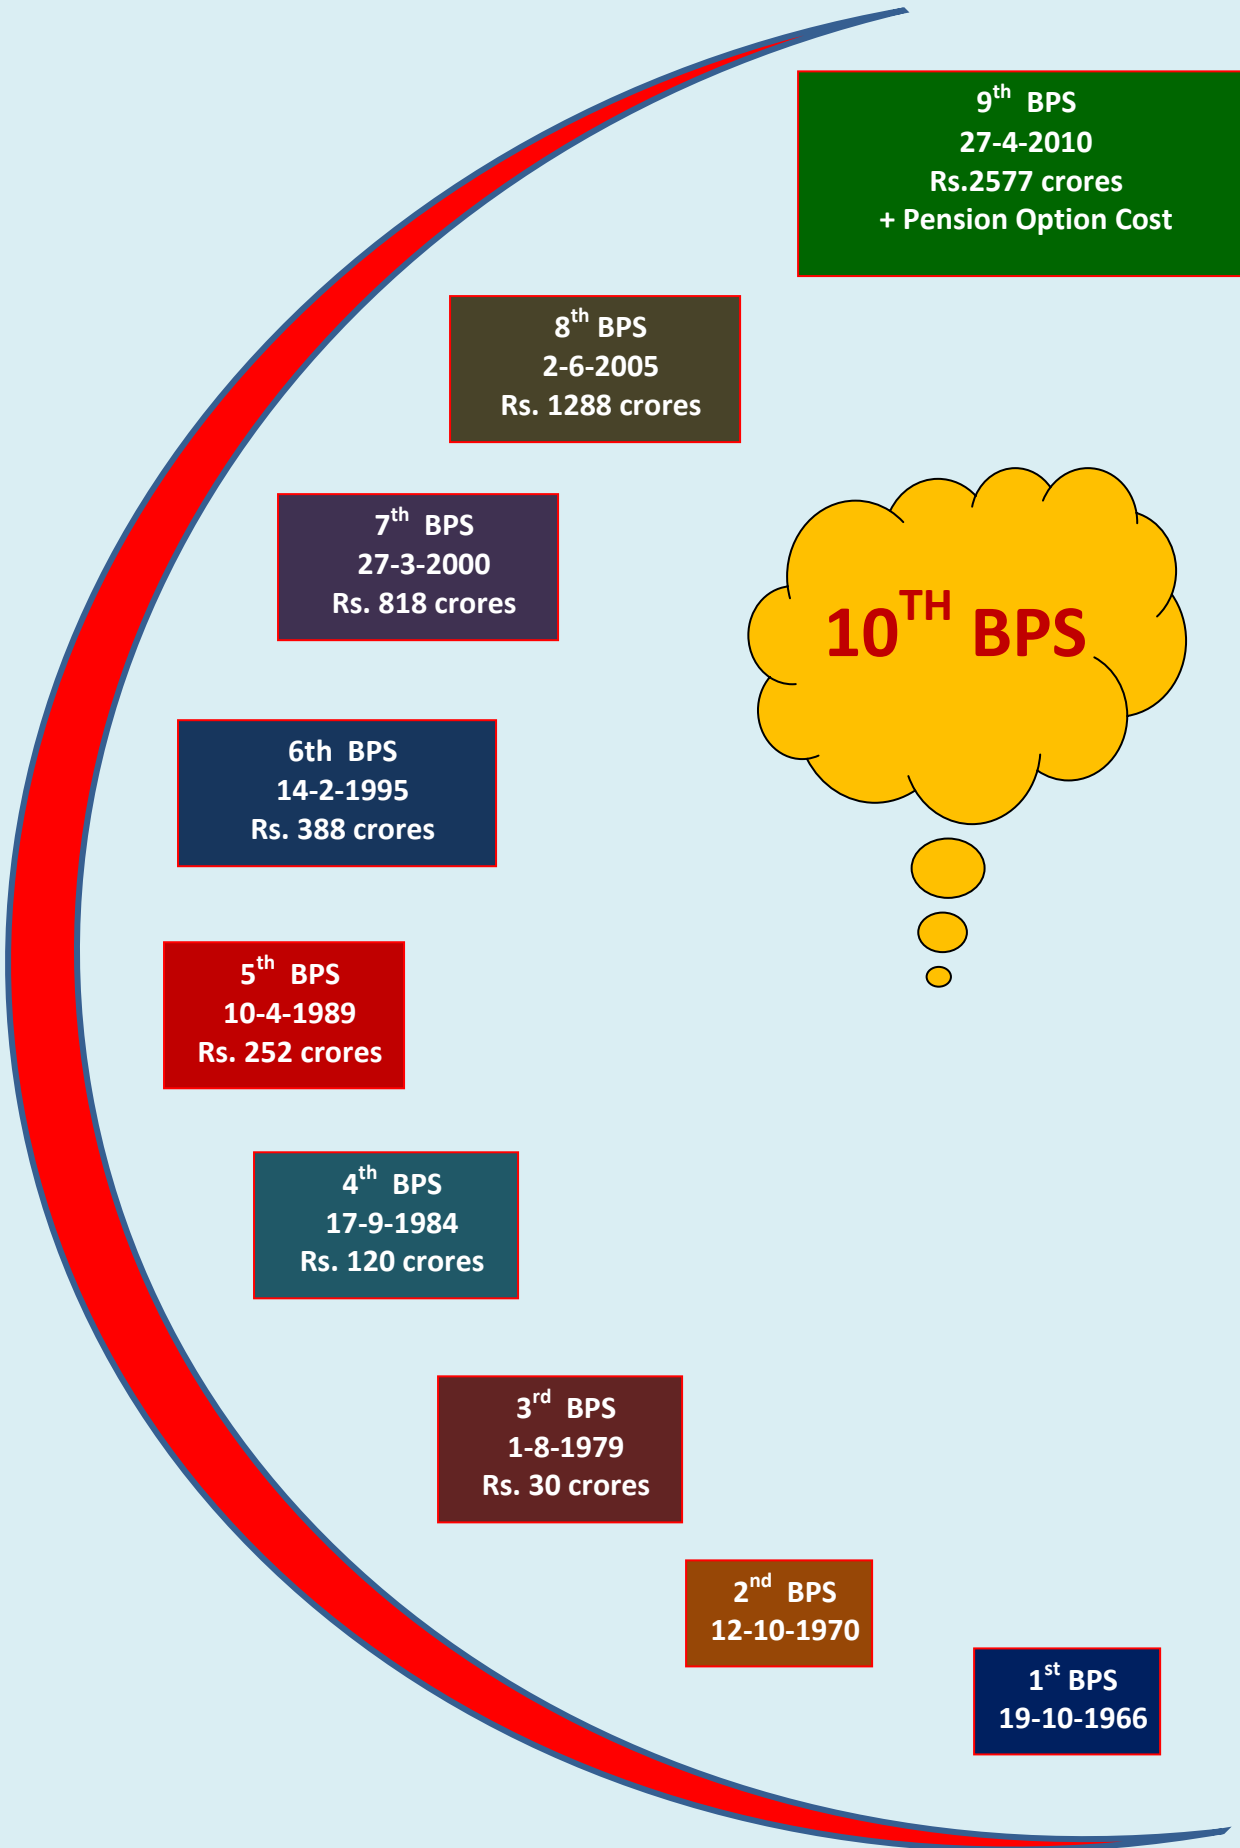 9th BPS
27-4-2010
Rs.2577 crores
+ Pension Option Cost
8th BPS
2-6-2005
Rs. 1288 crores
7th BPS
27-3-2000
Rs. 818 crores
10TH BPS
6th BPS
14-2-1995
Rs. 388 crores
5th BPS
10-4-1989
Rs. 252 crores
4th BPS
17-9-1984
Rs. 120 crores
3rd BPS
1-8-1979
Rs. 30 crores
2nd BPS
12-10-1970
1st BPS
19-10-1966